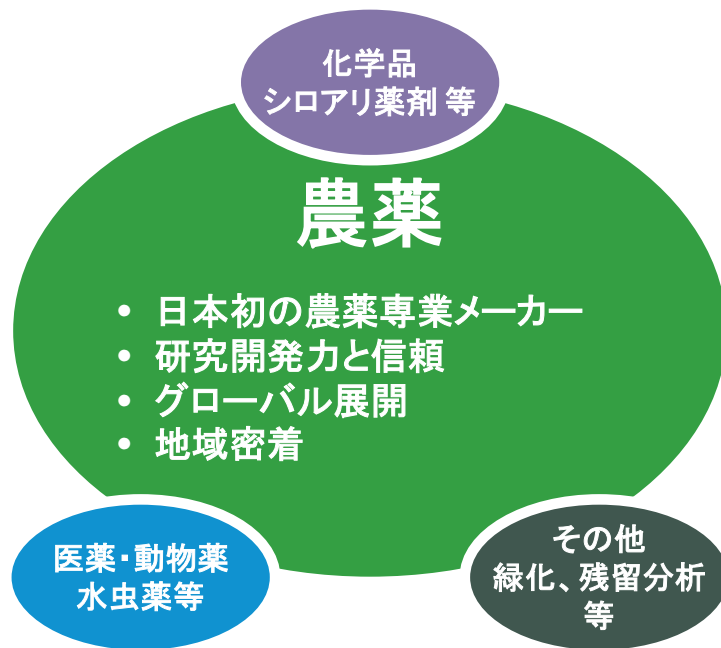 化学品
シロアリ薬剤 等
農薬
• 日本初の農薬専業メーカー
• 研究開発力と信頼
• グローバル展開
• 地域密着
医薬・動物薬
水虫薬等
その他
緑化、残留分析
等